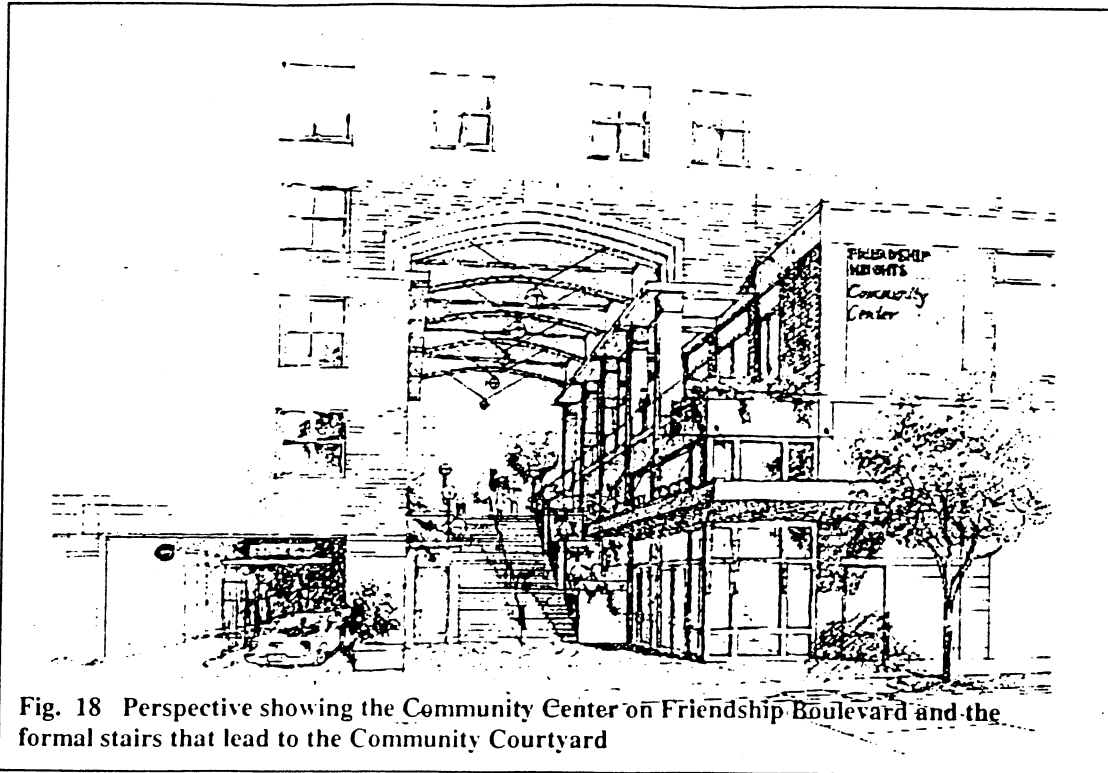 FRIENDSHIP
HEIGHTS
Community
Center
Fig. 18 Perspective showing the Community Center on Friendship Boulevard and the
formal stairs that lead to the Community Courtyard